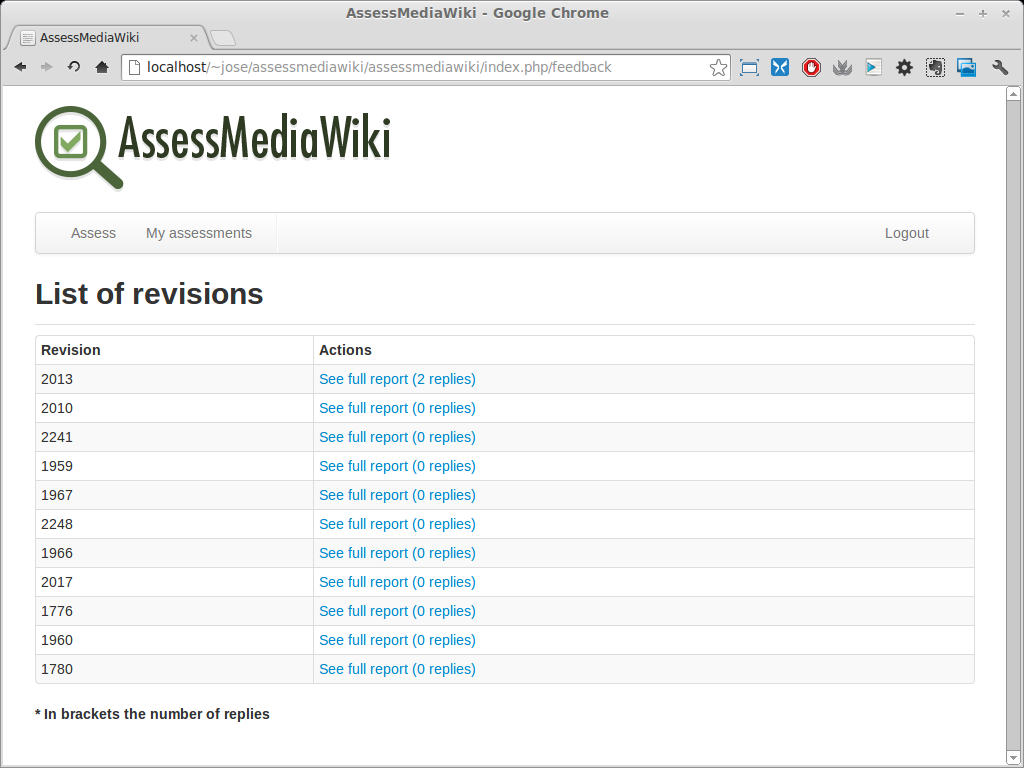 AssessMediaWiki - Google Chrome
AssessMediaWiki
localhost/~jose/assessmediawiki/assessmediawiki/index.php/feedback
AssessMediaWiki
Assess My assessments Logout
List of revisions
Revision Actions
2013 See full report (2 replies)
2010 See full report (0 replies)
2241 See full report (0 replies)
1959 See full report (0 replies)
1967 See full report (0 replies)
2248 See full report (0 replies)
1966 See full report (0 replies)
2017 See full report (0 replies)
1776 See full report (0 replies)
1960 See full report (0 replies)
1780 See full report (0 replies)
* In brackets the number of replies